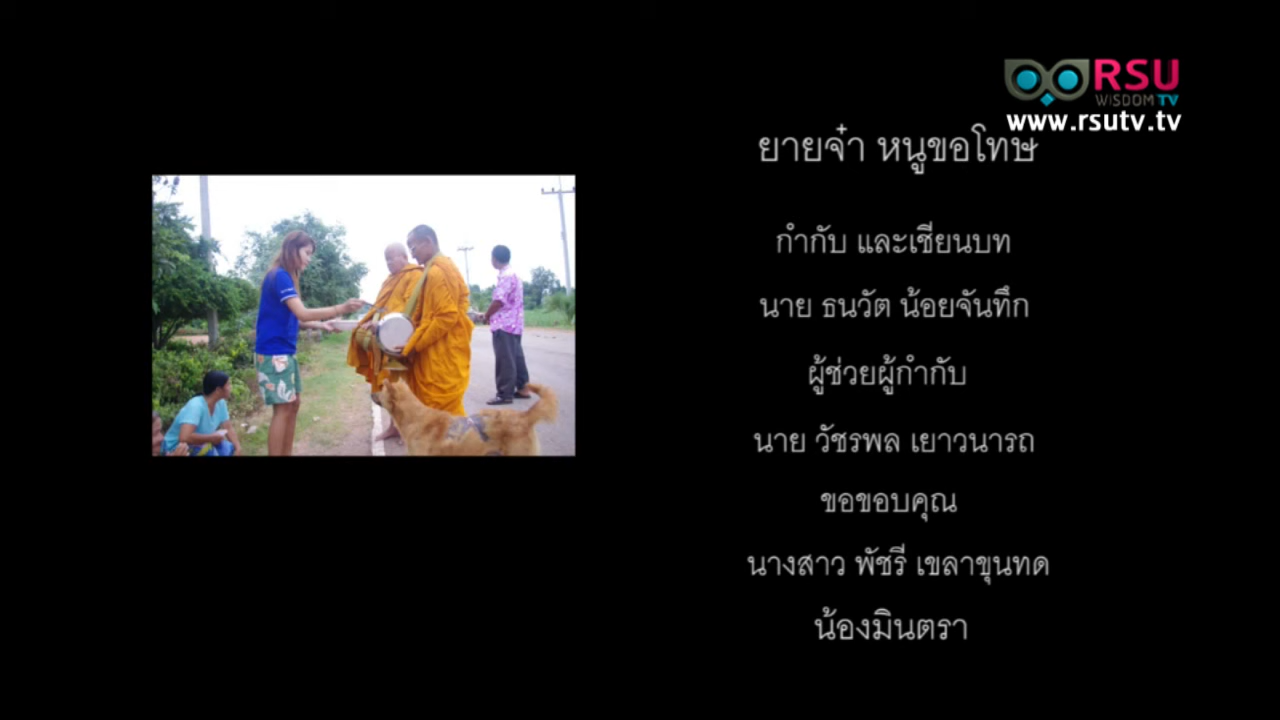 RSU
WISDOM TV
www.rsutv.tv
ยายจ๋า หนูขอโทษ
กำกับ และเขียนบท
นาย ธนวัต น้อยจันทึก
ผู้ช่วยผู้กำกับ
นาย วัชรพล เยาวนารถ
ขอขอบคุณ
นางสาว พัชรี เขลาขุนทด
น้องมินตรา